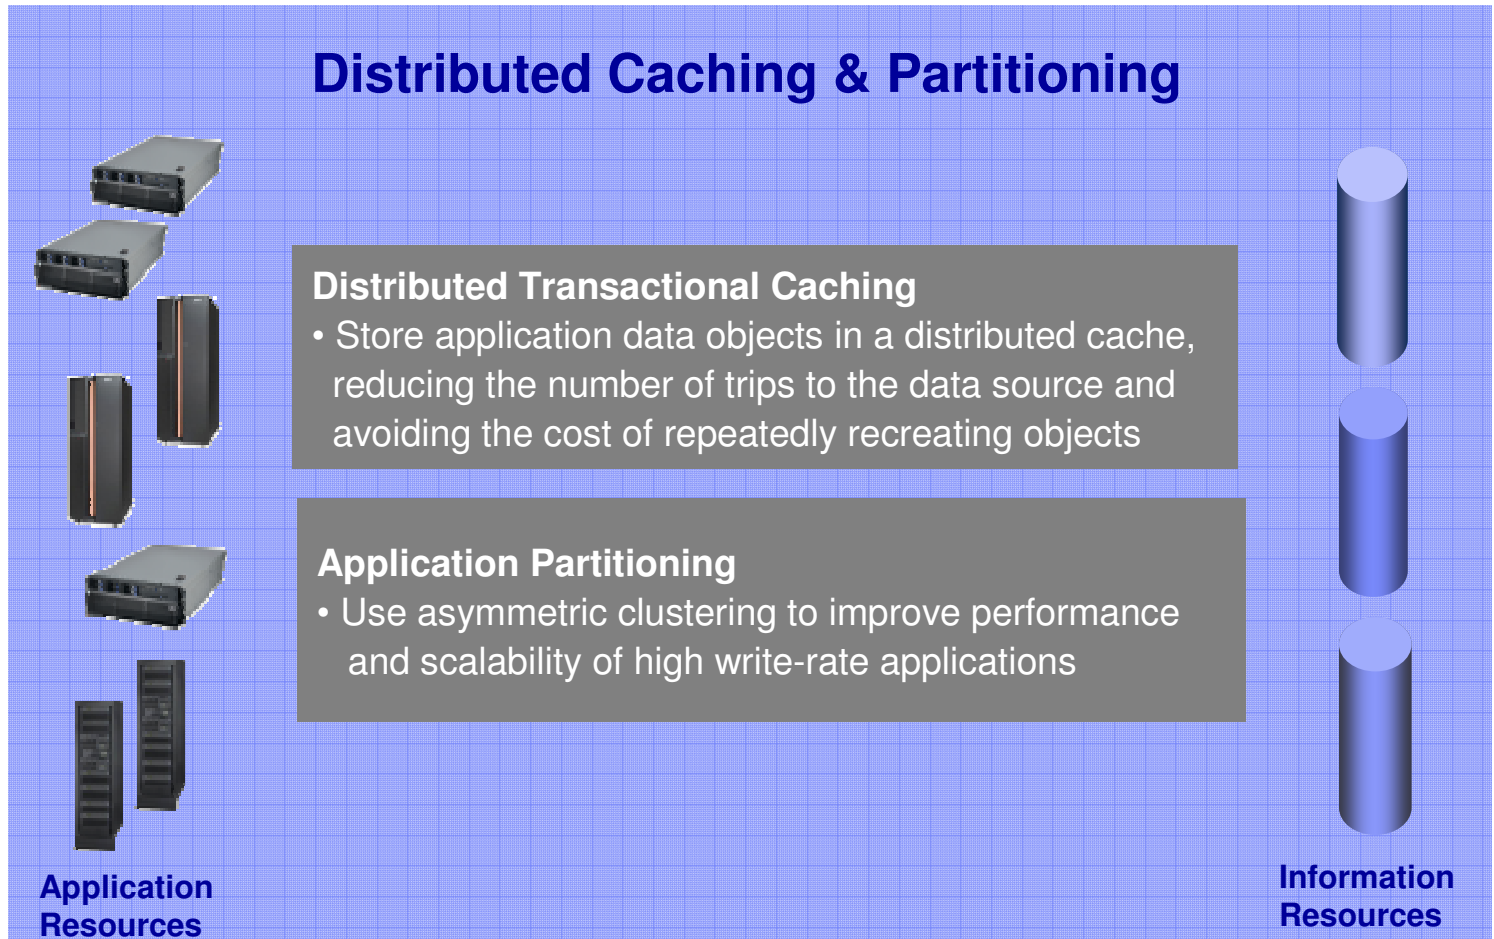 Distributed Caching & Partitioning
Distributed Transactional Caching
• Store application data objects in a distributed cache,
reducing the number of trips to the data source and
avoiding the cost of repeatedly recreating objects
Application Partitioning
• Use asymmetric clustering to improve performance
and scalability of high write-rate applications
Application
Resources
Information
Resources